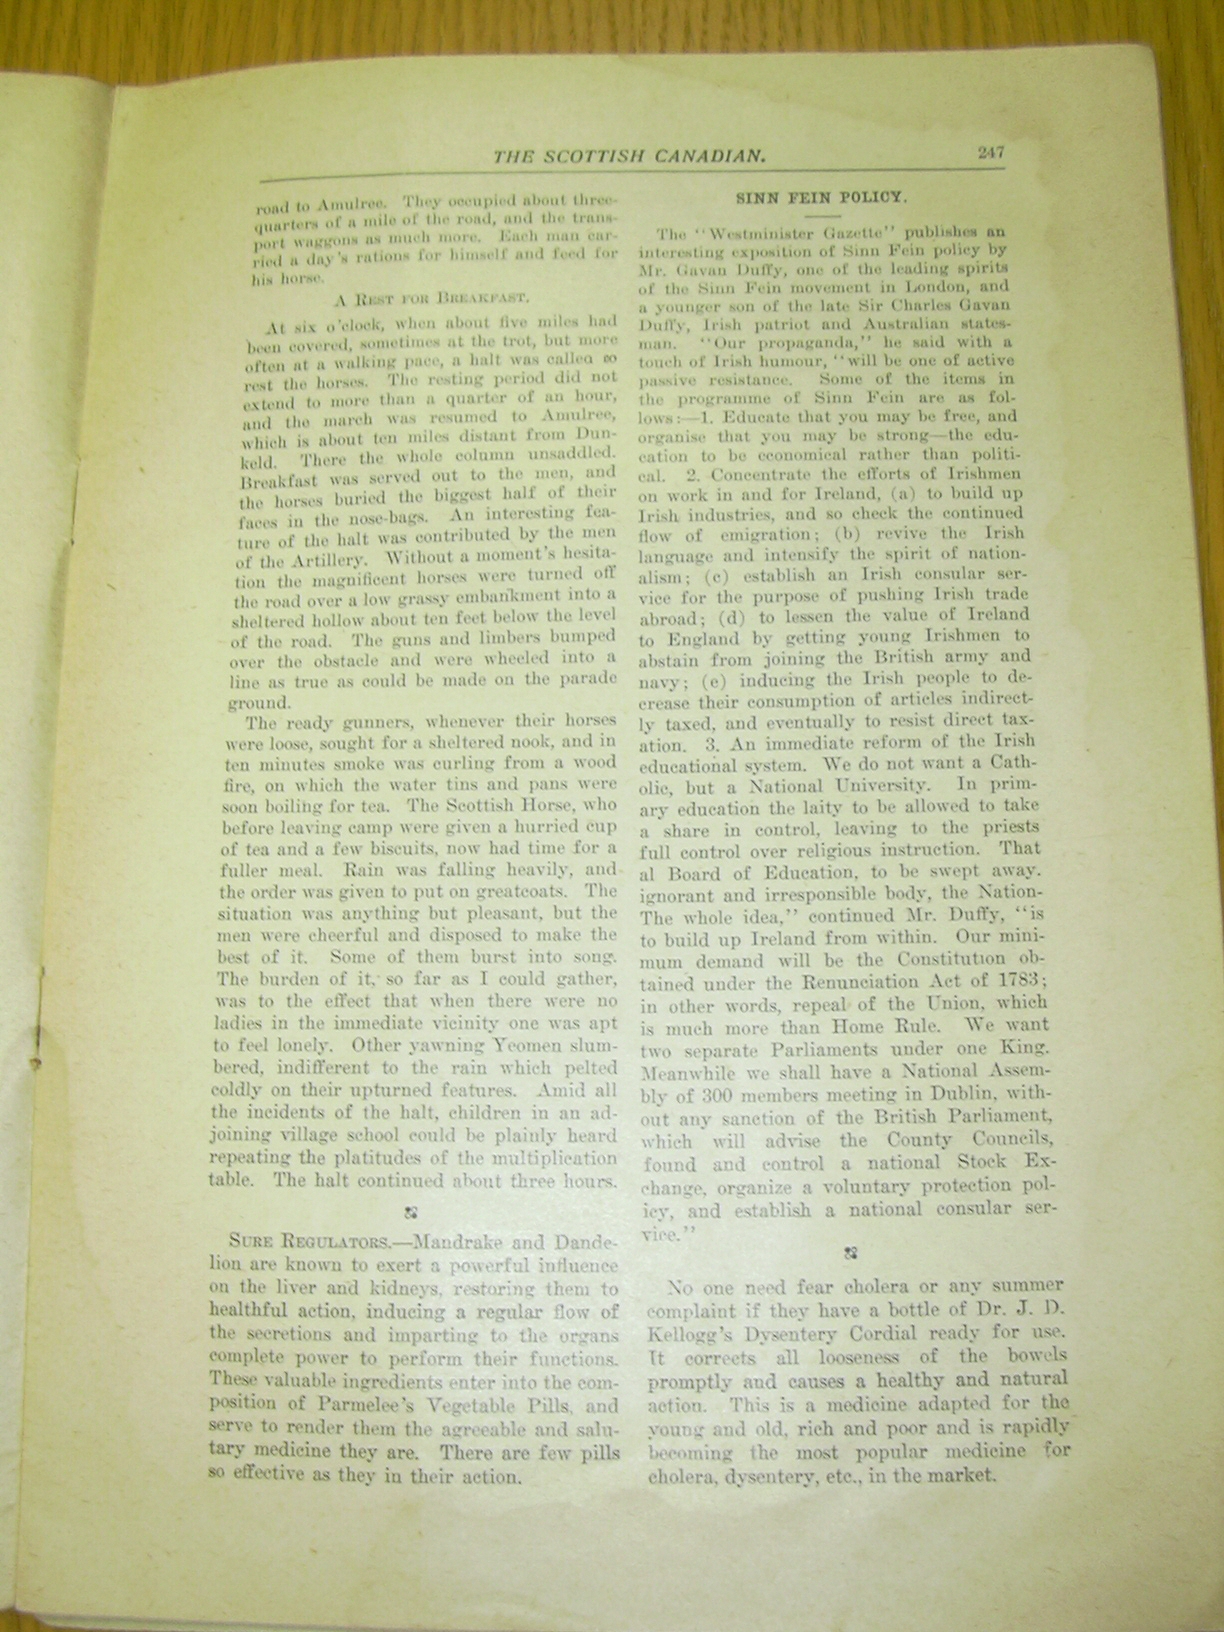 THE SCOTTISH CANADIAN.
247
road to Amulree. They occupied about three-
quarters of a mile of the road, and the trans-
port waggons as much more. Each man car-
ried a day's rations for himself and feed for
his horse.
A REST FOR BREAKFAST.
At six o'clock, when about five miles had
been covered, sometimes at the trot, but more
often at a walking pace, a halt was called to
rest the horses. The resting period did not
extend to more than a quarter of an hour,
and the march was resumed to Amulree,
which is about ten miles distant from Dun-
keld. There the whole column unsaddled.
Breakfast was served out to the men, and
the horses buried the biggest half of their
faces in the nose-bags. An interesting fea-
ture of the halt was contributed by the men
of the Artillery. Without a moment's hesita-
tion the magnificent horses were turned off
the road over a low grassy embankment into a
sheltered hollow about ten feet below the level
of the road. The guns and limbers bumped
over the obstacle and were wheeled into a
line as true as could be made on the parade
ground.
The ready gunners, whenever their horses
were loose, sought for a sheltered nook, and in
ten minutes smoke was curling from a wood
fire, on which the water tins and pans were
soon boiling for tea. The Scottish Horse, who
before leaving camp were given a hurried cup
of tea and a few biscuits, now had time for a
fuller meal. Rain was falling heavily, and
the order was given to put on greatcoats. The
situation was anything but pleasant, but the
men were cheerful and disposed to make the
best of it. Some of them burst into song.
The burden of it, so far as I could gather,
was to the effect that when there were no
ladies in the immediate vicinity one was apt
to feel lonely. Other yawning Yeomen slum-
bered, indifferent to the rain which pelted
coldly on their upturned features. Amid all
the incidents of the halt, children in an ad-
joining village school could be plainly heard
repeating the platitudes of the multiplication
table. The halt continued about three hours.
SURE REGULATORS.—Mandrake and Dande-
lion are known to exert a powerful influence
on the liver and kidneys, restoring them to
healthful action, inducing a regular flow of
the secretions and imparting to the organs
complete power to perform their functions.
These valuable ingredients enter into the com-
position of Parmelee's Vegetable Pills, and
serve to render them the agreeable and salu-
tary medicine they are. There are few pills
so effective as they in their action.
SINN FEIN POLICY.
The "Westminister Gazette" publishes an
interesting exposition of Sinn Fein policy by
Mr. Gavan Duffy, one of the leading spirits
of the Sinn Fein movement in London, and
a younger son of the late Sir Charles Gavan
Duffy, Irish patriot and Australian states-
man. "Our propaganda," he said with a
touch of Irish humour, "will be one of active
passive resistance. Some of the items in
the programme of Sinn Fein are as fol-
lows:—1. Educate that you may be free, and
organise that you may be strong—the edu-
cation to be economical rather than politi-
cal. 2. Concentrate the efforts of Irishmen
on work in and for Ireland, (a) to build up
Irish industries, and so check the continued
flow of emigration; (b) revive the Irish
language and intensify the spirit of nation-
alism; (c) establish an Irish consular ser-
vice for the purpose of pushing Irish trade
abroad; (d) to lessen the value of Ireland
to England by getting young Irishmen to
abstain from joining the British army and
navy; (e) inducing the Irish people to de-
crease their consumption of articles indirect-
ly taxed, and eventually to resist direct tax-
ation. 3. An immediate reform of the Irish
educational system. We do not want a Cath-
olic, but a National University. In prim-
ary education the laity to be allowed to take
a share in control, leaving to the priests
full control over religious instruction. That
al Board of Education, to be swept away.
ignorant and irresponsible body, the Nation-
The whole idea," continued Mr. Duffy, "is
to build up Ireland from within. Our mini-
mum demand will be the Constitution ob-
tained under the Renunciation Act of 1783;
in other words, repeal of the Union, which
is much more than Home Rule. We want
two separate Parliaments under one King.
Meanwhile we shall have a National Assem-
bly of 300 members meeting in Dublin, with-
out any sanction of the British Parliament,
which will advise the County Councils,
found and control a national Stock Ex-
change, organize a voluntary protection pol-
icy, and establish a national consular ser-
vice."
No one need fear cholera or any summer
complaint if they have a bottle of Dr. J. D.
Kellogg's Dysentery Cordial ready for use.
It corrects all looseness of the bowels
promptly and causes a healthy and natural
action. This is a medicine adapted for the
young and old, rich and poor and is rapidly
becoming the most popular medicine for
cholera, dysentery, etc., in the market.